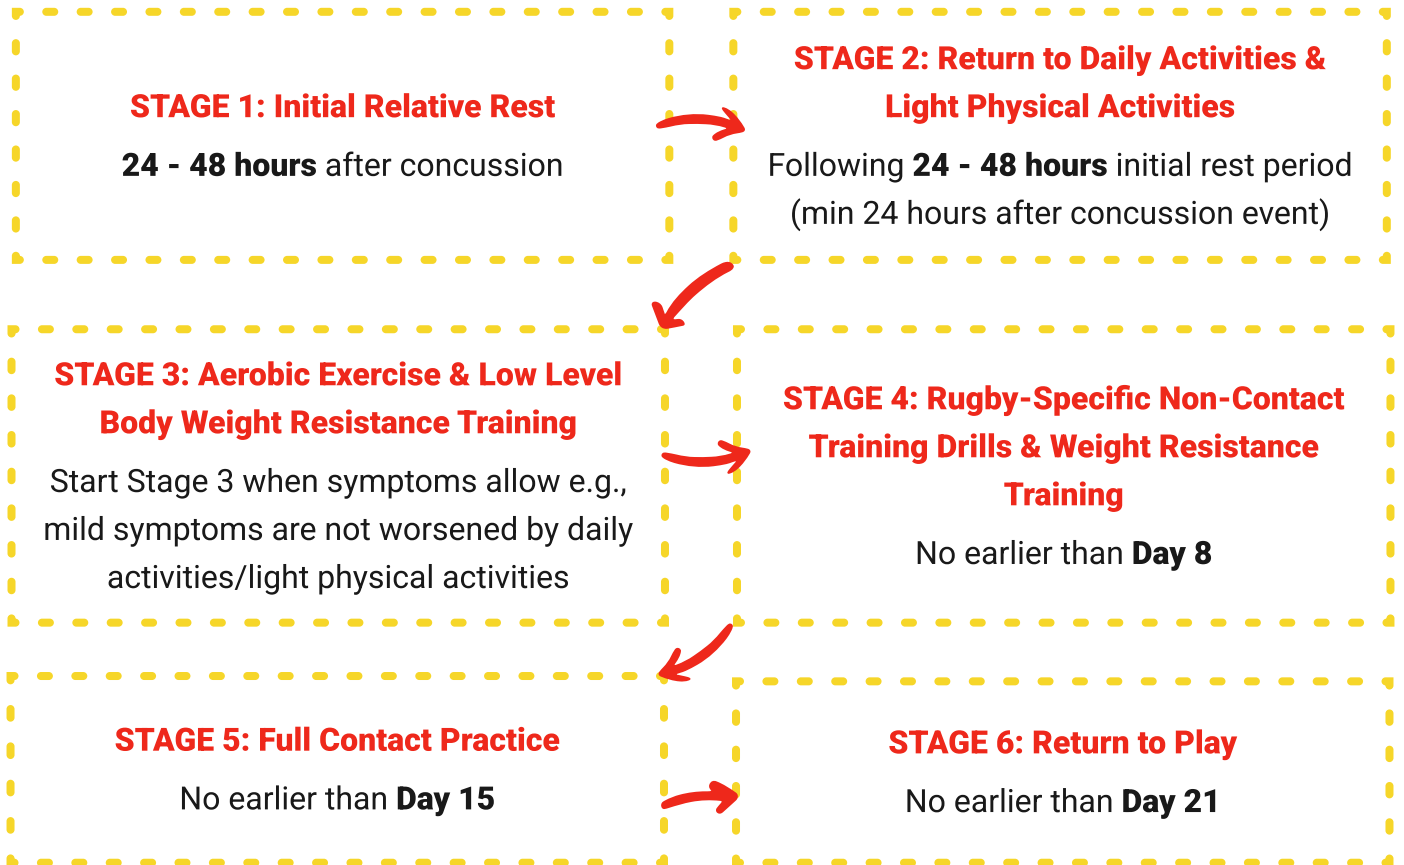 STAGE 1: Initial Relative Rest
24 - 48 hours after concussion
STAGE 2: Return to Daily Activities &
Light Physical Activities
Following 24 - 48 hours initial rest period
(min 24 hours after concussion event)
STAGE 3: Aerobic Exercise & Low Level
Body Weight Resistance Training
Start Stage 3 when symptoms allow e.g.,
mild symptoms are not worsened by daily
activities/light physical activities
STAGE 4: Rugby-Specific Non-Contact
Training Drills & Weight Resistance
Training
No earlier than Day 8
STAGE 5: Full Contact Practice
No earlier than Day 15
STAGE 6: Return to Play
No earlier than Day 21